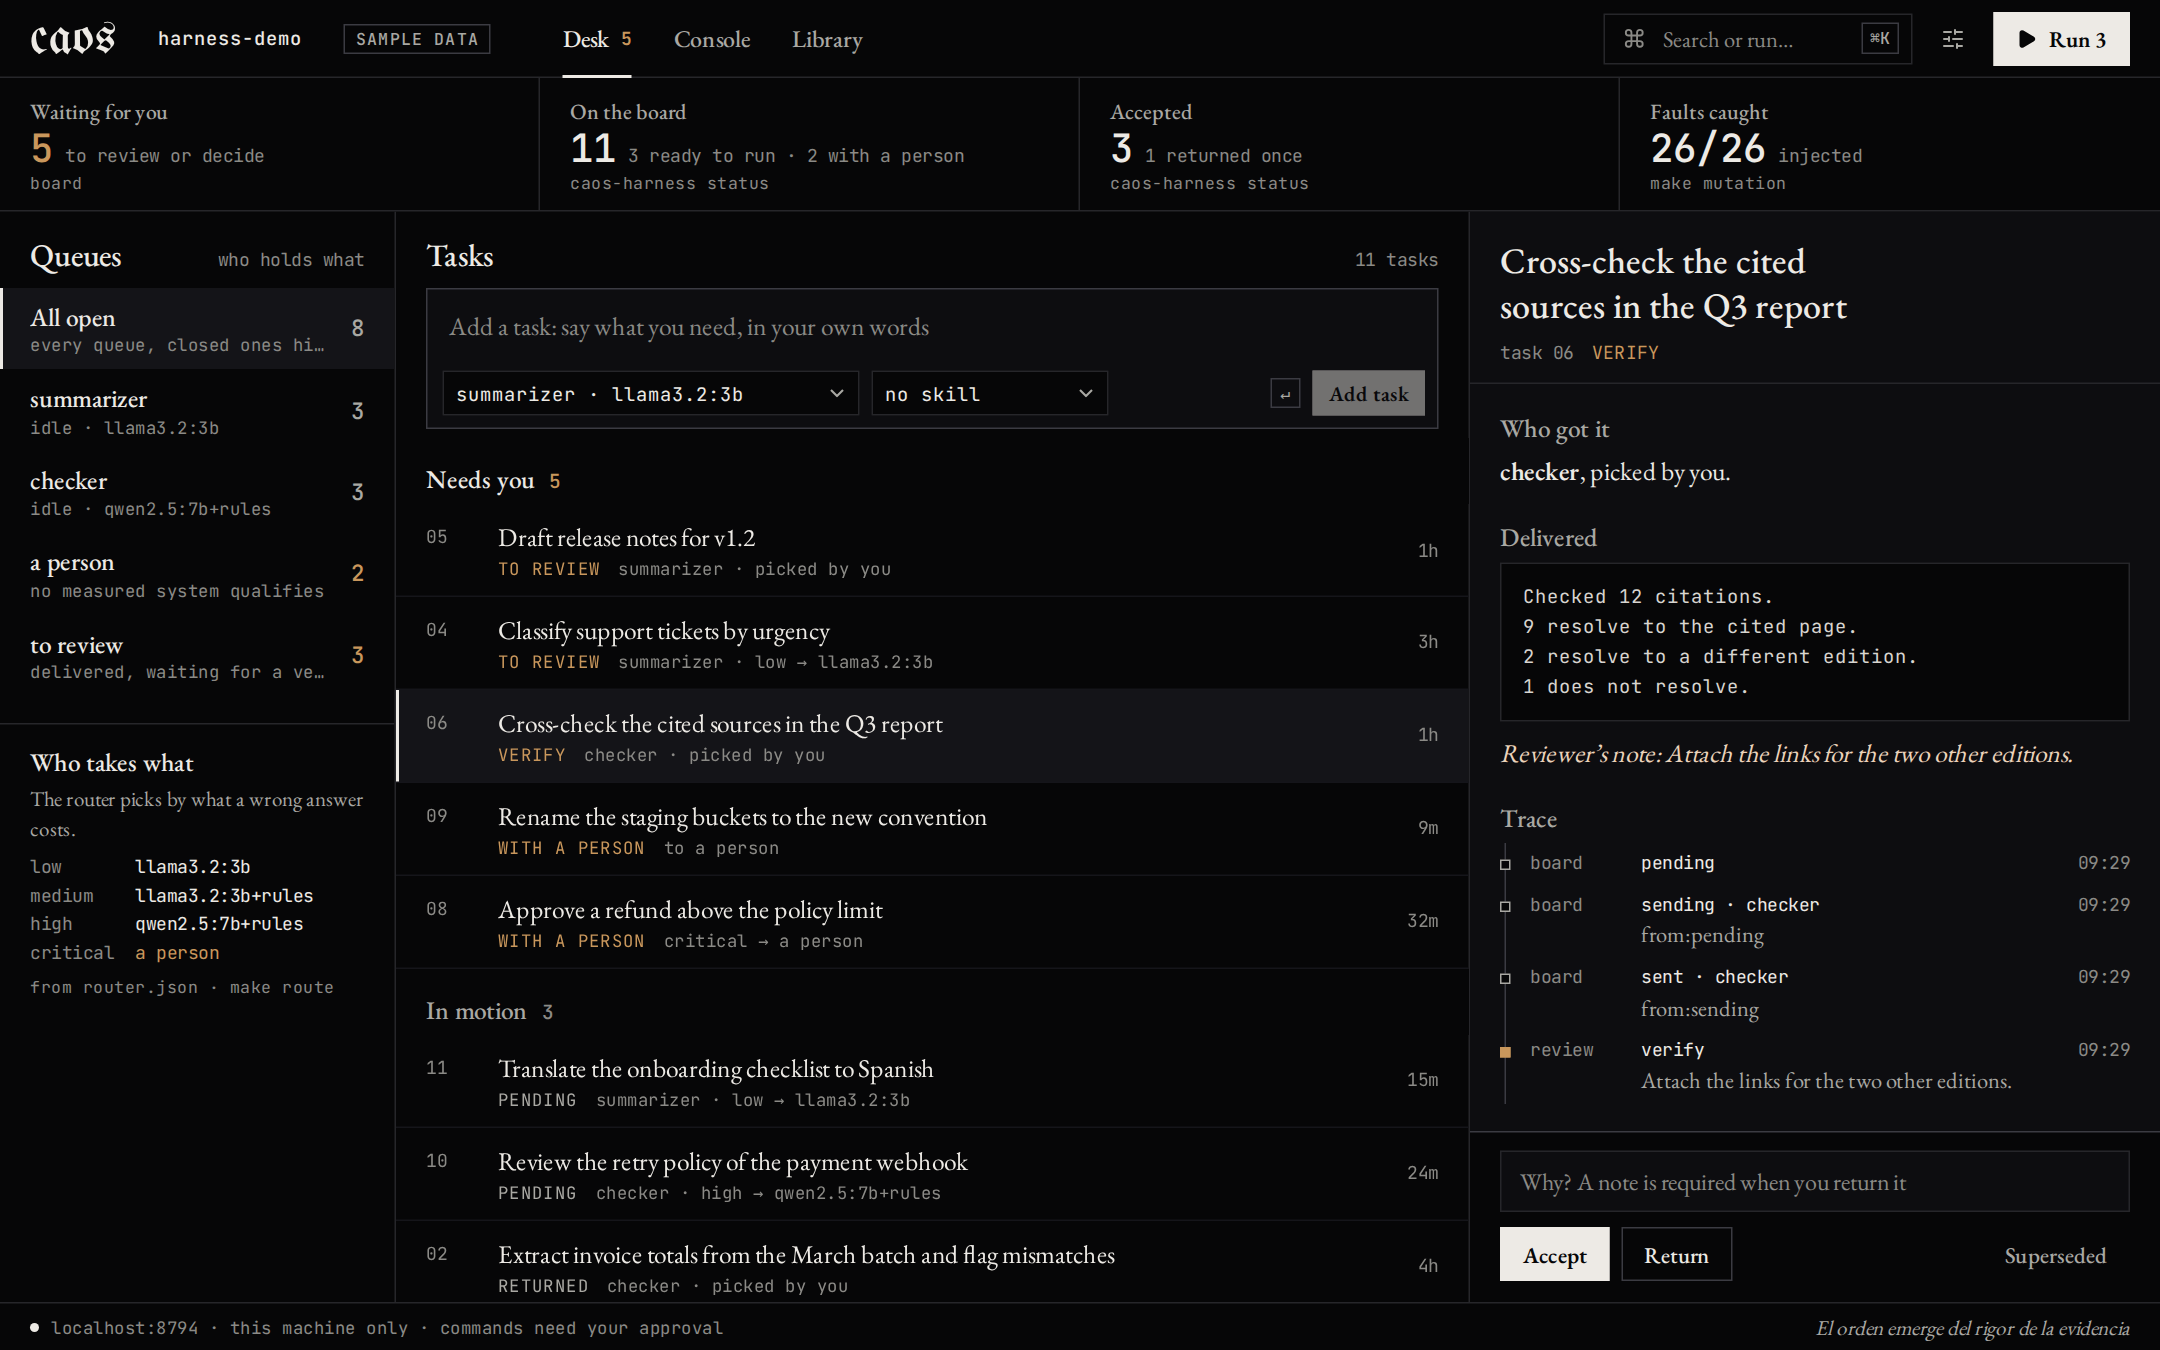 caos
harness-demo
SAMPLE DATA
Desk 5
Console
Library
⌘ Search or run... ⌘K
Run 3
Waiting for you
5 to review or decide
board
On the board
11 3 ready to run · 2 with a person
caos-harness status
Accepted
3 1 returned once
caos-harness status
Faults caught
26/26 injected
make mutation
Queues
who holds what
All open
8
every queue, closed ones hi…
summarizer
3
idle · llama3.2:3b
checker
3
idle · qwen2.5:7b+rules
a person
2
no measured system qualifies
to review
3
delivered, waiting for a ve…
Who takes what
The router picks by what a wrong answer
costs.
low llama3.2:3b
medium llama3.2:3b+rules
high qwen2.5:7b+rules
critical a person
from router.json · make route
Tasks
11 tasks
Add a task: say what you need, in your own words
summarizer · llama3.2:3b
no skill
↵
Add task
Needs you 5
05 Draft release notes for v1.2
1h
TO REVIEW summarizer · picked by you
04 Classify support tickets by urgency
3h
TO REVIEW summarizer · low → llama3.2:3b
06 Cross-check the cited sources in the Q3 report
1h
VERIFY checker · picked by you
09 Rename the staging buckets to the new convention
9m
WITH A PERSON to a person
08 Approve a refund above the policy limit
32m
WITH A PERSON critical → a person
In motion 3
11 Translate the onboarding checklist to Spanish
15m
PENDING summarizer · low → llama3.2:3b
10 Review the retry policy of the payment webhook
24m
PENDING checker · high → qwen2.5:7b+rules
02 Extract invoice totals from the March batch and flag mismatches
4h
RETURNED checker · picked by you
Cross-check the cited
sources in the Q3 report
task 06 VERIFY
Who got it
checker, picked by you.
Delivered
Checked 12 citations.
9 resolve to the cited page.
2 resolve to a different edition.
1 does not resolve.
Reviewer's note: Attach the links for the two other editions.
Trace
board pending 09:29
board sending · checker 09:29
from:pending
board sent · checker 09:29
from:sending
review verify 09:29
Attach the links for the two other editions.
Why? A note is required when you return it
Accept
Return
Superseded
localhost:8794 · this machine only · commands need your approval
El orden emerge del rigor de la evidencia